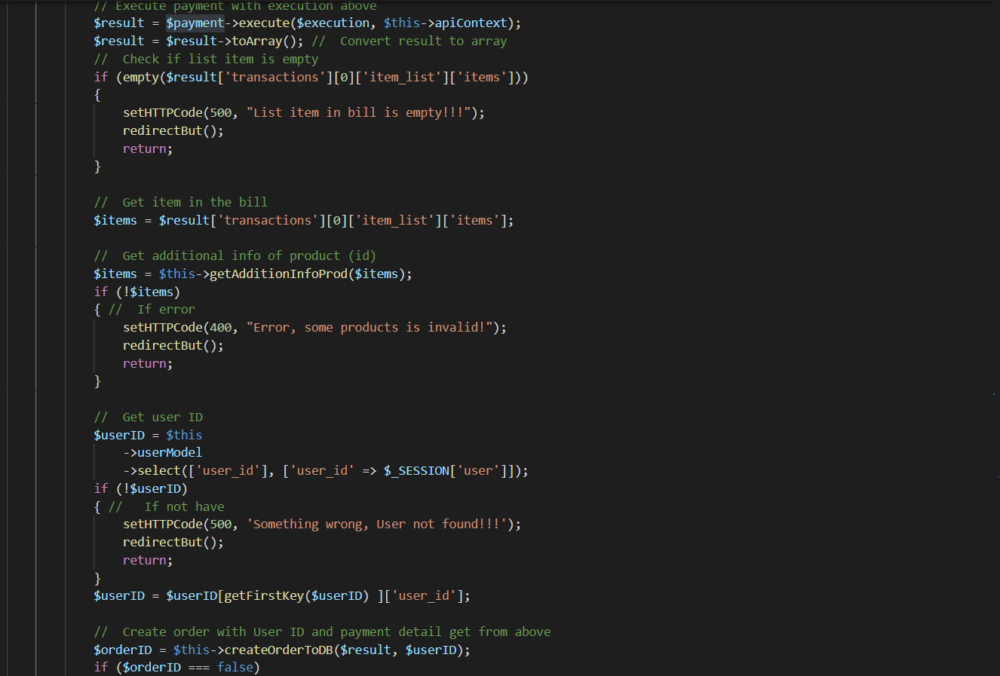 // Execute payment with execution above
$result = $payment->execute($execution, $this->apiContext);
$result = $result->toArray(); //  Convert result to array
//  Check if list item is empty
if (empty($result['transactions'][0]['item_list']['items']))
{
    setHTTPCode(500, "List item in bill is empty!!!");
    redirectBut();
    return;
}
//  Get item in the bill
$items = $result['transactions'][0]['item_list']['items'];
//  Get additional info of product (id)
$items = $this->getAdditionInfoProd($items);
if (!$items)
{ //  If error
    setHTTPCode(400, "Error, some products is invalid!");
    redirectBut();
    return;
}
//  Get user ID
$userID = $this
    ->userModel
    ->select(['user_id'], ['user_id' => $_SESSION['user']]);
if (!$userID)
{ //   If not have
    setHTTPCode(500, 'Something wrong, User not found!!!');
    redirectBut();
    return;
}
$userID = $userID[getFirstKey($userID) ]['user_id'];
//  Create order with User ID and payment detail get from above
$orderID = $this->createOrderToDB($result, $userID);
if ($orderID === false)